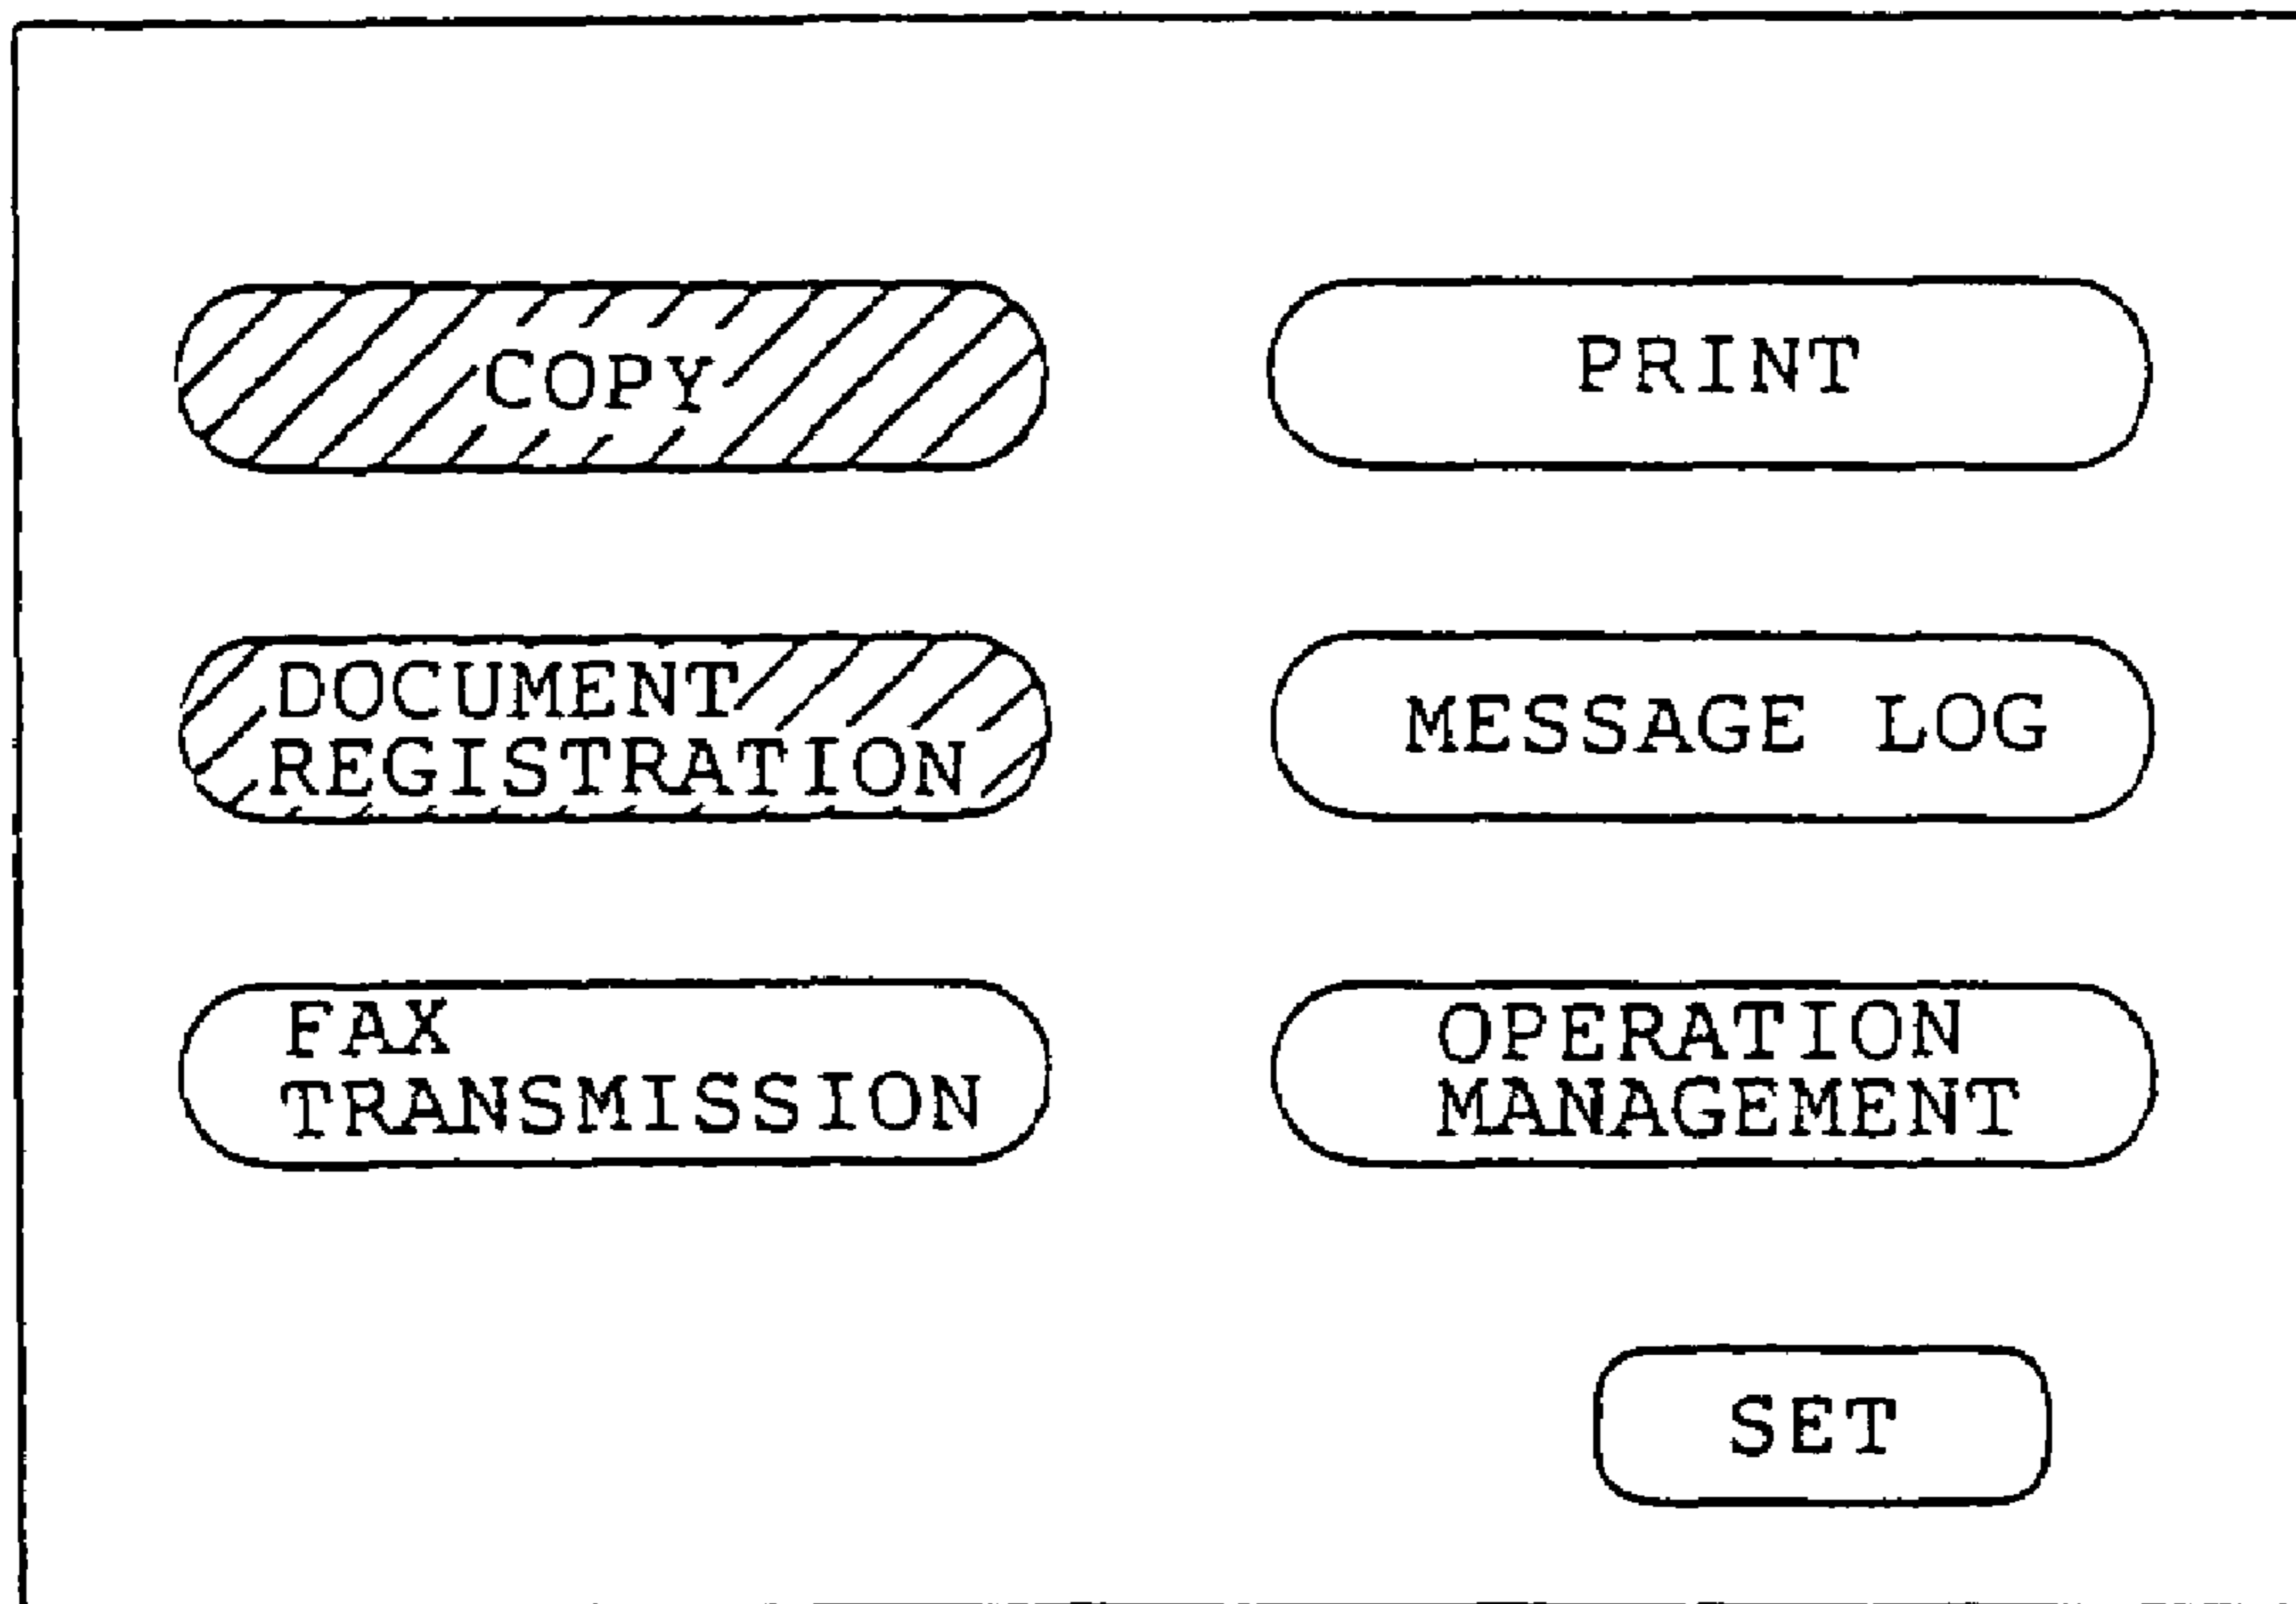 COPY
PRINT
DOCUMENT
REGISTRATION
MESSAGE LOG
FAX
TRANSMISSION
OPERATION
MANAGEMENT
SET